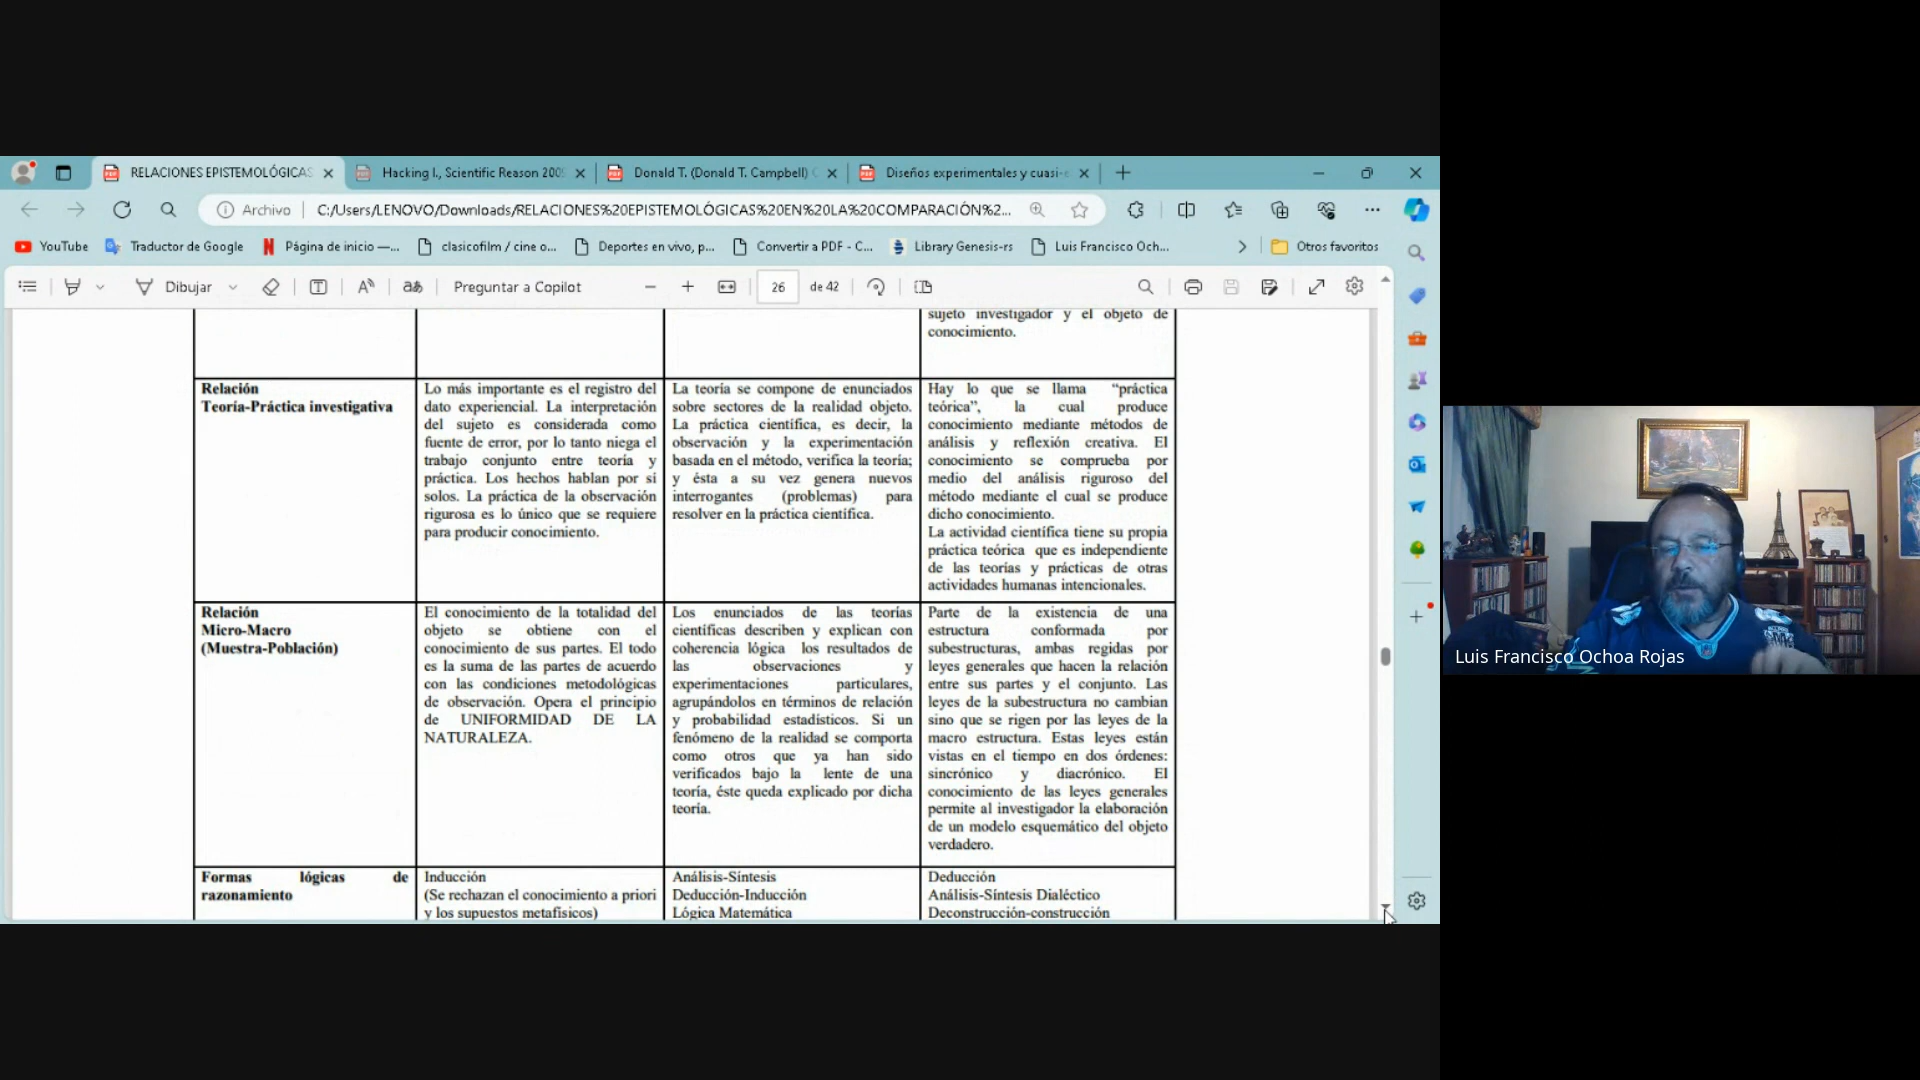 RELACIONES EPISTEMOLÓGICAS
Hacking I., Scientific Reason 200
Donald T. (Donald T. Campbell)
Diseños experimentales y cuasi-e
Archivo
C:/Users/LENOVO/Downloads/RELACIONES%20EPISTEMOLÓGICAS%20EN%20LA%20COMPARACIÓN%2...
YouTube
Traductor de Google
Página de inicio —...
clasicofilm / cine o...
Deportes en vivo, p...
Convertir a PDF - C...
Library Genesis-rs
Luis Francisco Och...
Otros favoritos
Dibujar
Preguntar a Copilot
26
de 42
sujeto investigador y el objeto de
conocimiento.
Relación
Teoría-Práctica investigativa
Lo más importante es el registro del
dato experiencial. La interpretación
del sujeto es considerada como
fuente de error, por lo tanto niega el
trabajo conjunto entre teoría y
práctica. Los hechos hablan por sí
solos. La práctica de la observación
rigurosa es lo único que se requiere
para producir conocimiento.
La teoría se compone de enunciados
sobre sectores de la realidad objeto.
La práctica científica, es decir, la
observación y la experimentación
basada en el método, verifica la teoría;
y ésta a su vez genera nuevos
interrogantes (problemas) para
resolver en la práctica científica.
Hay lo que se llama “práctica
teórica”, la cual produce
conocimiento mediante métodos de
análisis y reflexión creativa. El
conocimiento se comprueba por
medio del análisis riguroso del
método mediante el cual se produce
dicho conocimiento.
La actividad científica tiene su propia
práctica teórica que es independiente
de las teorías y prácticas de otras
actividades humanas intencionales.
Relación
Micro-Macro
(Muestra-Población)
El conocimiento de la totalidad del
objeto se obtiene con el
conocimiento de sus partes. El todo
es la suma de las partes de acuerdo
con las condiciones metodológicas
de observación. Opera el principio
de UNIFORMIDAD DE LA
NATURALEZA.
Los enunciados de las teorías
científicas describen y explican con
coherencia lógica los resultados de
las observaciones y
experimentaciones particulares,
agrupándolos en términos de relación
y probabilidad estadísticos. Si un
fenómeno de la realidad se comporta
como otros que ya han sido
verificados bajo la lente de una
teoría, éste queda explicado por dicha
teoría.
Parte de la existencia de una
estructura conformada por
subestructuras, ambas regidas por
leyes generales que hacen la relación
entre sus partes y el conjunto. Las
leyes de la subestructura no cambian
sino que se rigen por las leyes de la
macro estructura. Estas leyes están
vistas en el tiempo en dos órdenes:
sincrónico y diacrónico. El
conocimiento de las leyes generales
permite al investigador la elaboración
de un modelo esquemático del objeto
verdadero.
Formas lógicas de
razonamiento
Inducción
(Se rechazan el conocimiento a priori
y los supuestos metafísicos)
Análisis-Síntesis
Deducción-Inducción
Lógica Matemática
Deducción
Análisis-Síntesis Dialéctico
Deconstrucción-construcción
Luis Francisco Ochoa Rojas